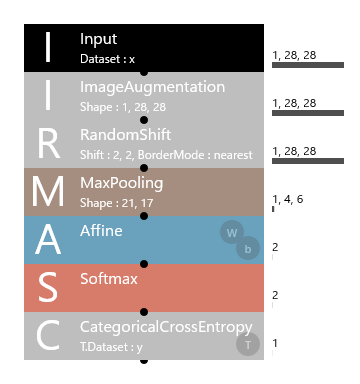 I Input
Dataset : x
1, 28, 28
I ImageAugmentation
Shape : 1, 28, 28
1, 28, 28
R RandomShift
Shift : 2, 2, BorderMode : nearest
1, 28, 28
M MaxPooling
Shape : 21, 17
1, 4, 6
A Affine
W
b
2
S Softmax
2
C CategoricalCrossEntropy
T.Dataset : y
T
1